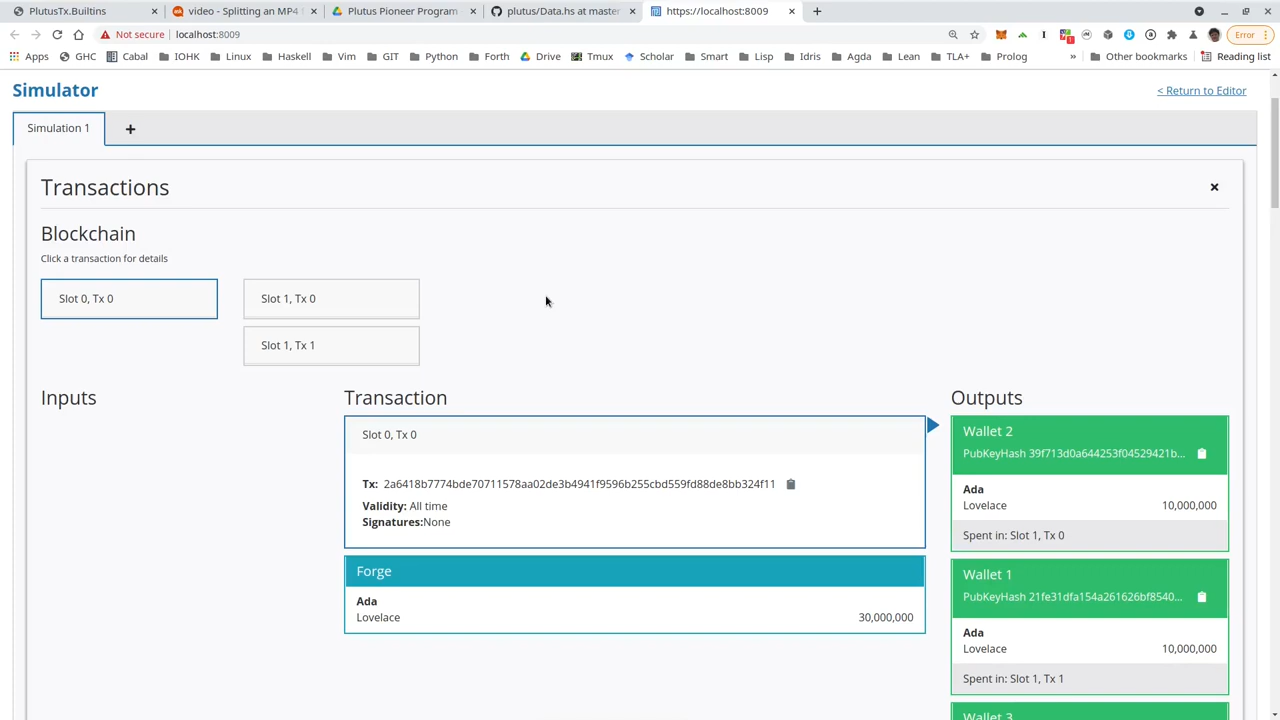 PlutusTx.Builtins
video - Splitting an MP4
Plutus Pioneer Program
plutus/Data.hs at master
https://localhost:8009
Not secure
localhost:8009
Error
Apps
GHC
Cabal
IOHK
Linux
Haskell
Vim
GIT
Python
Forth
Drive
Tmux
Scholar
Smart
Lisp
Idris
Agda
Lean
TLA+
Prolog
»
Other bookmarks
Reading list
Simulator
< Return to Editor
Simulation 1
+
Transactions
Blockchain
Click a transaction for details
Slot 0, Tx 0
Slot 1, Tx 0
Slot 1, Tx 1
Inputs
Transaction
Outputs
Slot 0, Tx 0
Tx: 2a6418b7774bde70711578aa02de3b4941f9596b255cbd559fd88de8bb324f11
Validity: All time
Signatures:None
Forge
Ada
Lovelace 30,000,000
Wallet 2
PubKeyHash 39f713d0a644253f04529421b...
Ada
Lovelace 10,000,000
Spent in: Slot 1, Tx 0
Wallet 1
PubKeyHash 21fe31dfa154a261626bf8540...
Ada
Lovelace 10,000,000
Spent in: Slot 1, Tx 1
Wallet 3